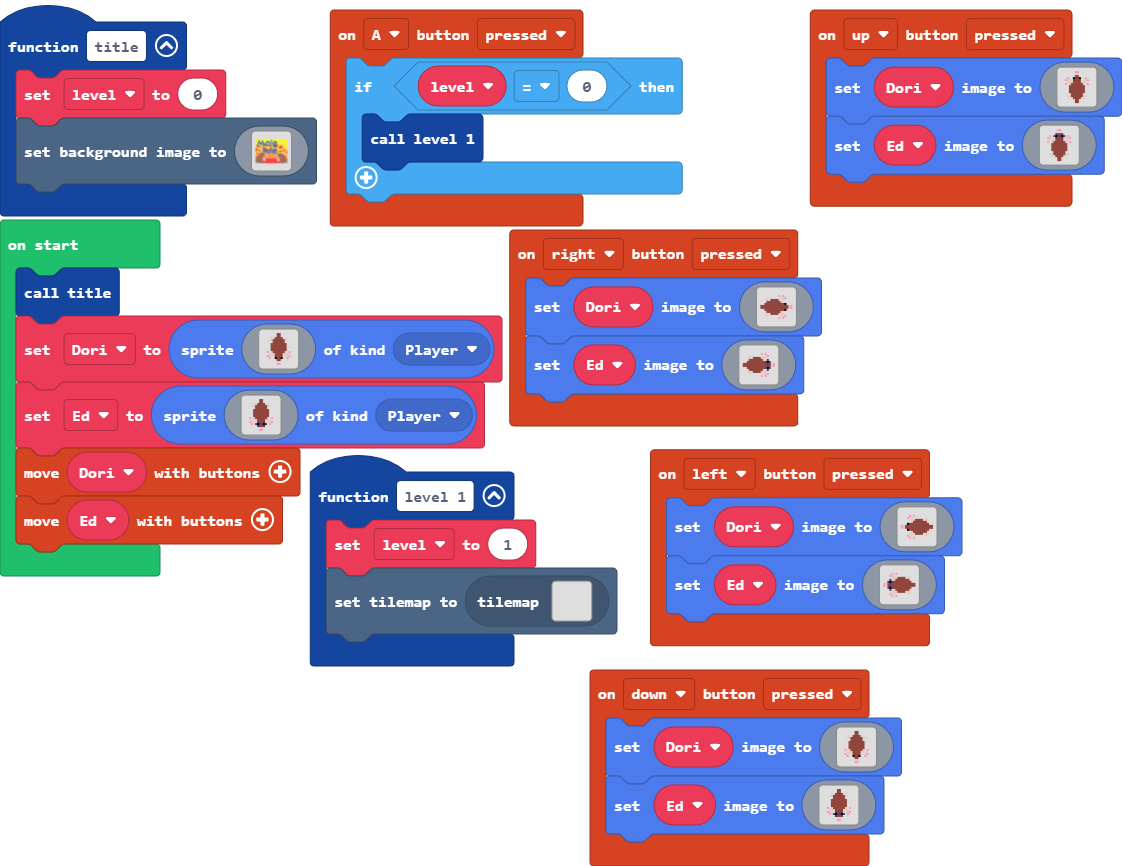 function title
set level to 0
set background image to
on start
call title
set Dori to sprite of kind Player
set Ed to sprite of kind Player
move Dori with buttons
move Ed with buttons
on A button pressed
if level = 0 then
call level 1
on up button pressed
set Dori image to
set Ed image to
on right button pressed
set Dori image to
set Ed image to
function level 1
set level to 1
set tilemap to tilemap
on left button pressed
set Dori image to
set Ed image to
on down button pressed
set Dori image to
set Ed image to